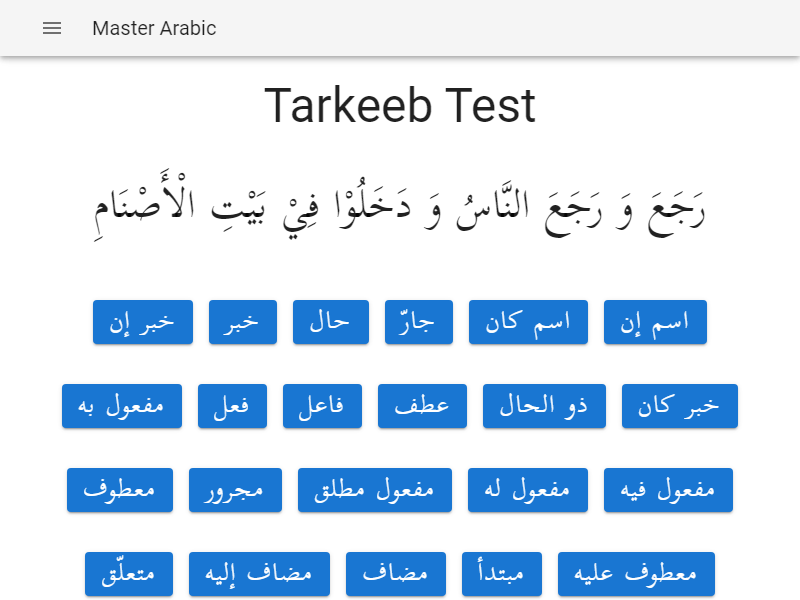 Master Arabic
Tarkeeb Test
رَجَعَ وَ رَجَعَ النَّاسُ وَ دَخَلُوْا فِيْ بَيْتِ الْأَصْنَامِ
اسم إن اسم كان جارّ حال خبر خبر إن
خبر كان ذو الحال عطف فاعل فعل مفعول به
مفعول فيه مفعول له مفعول مطلق مجرور معطوف
معطوف عليه مبتدأ مضاف مضاف إليه متعلّق